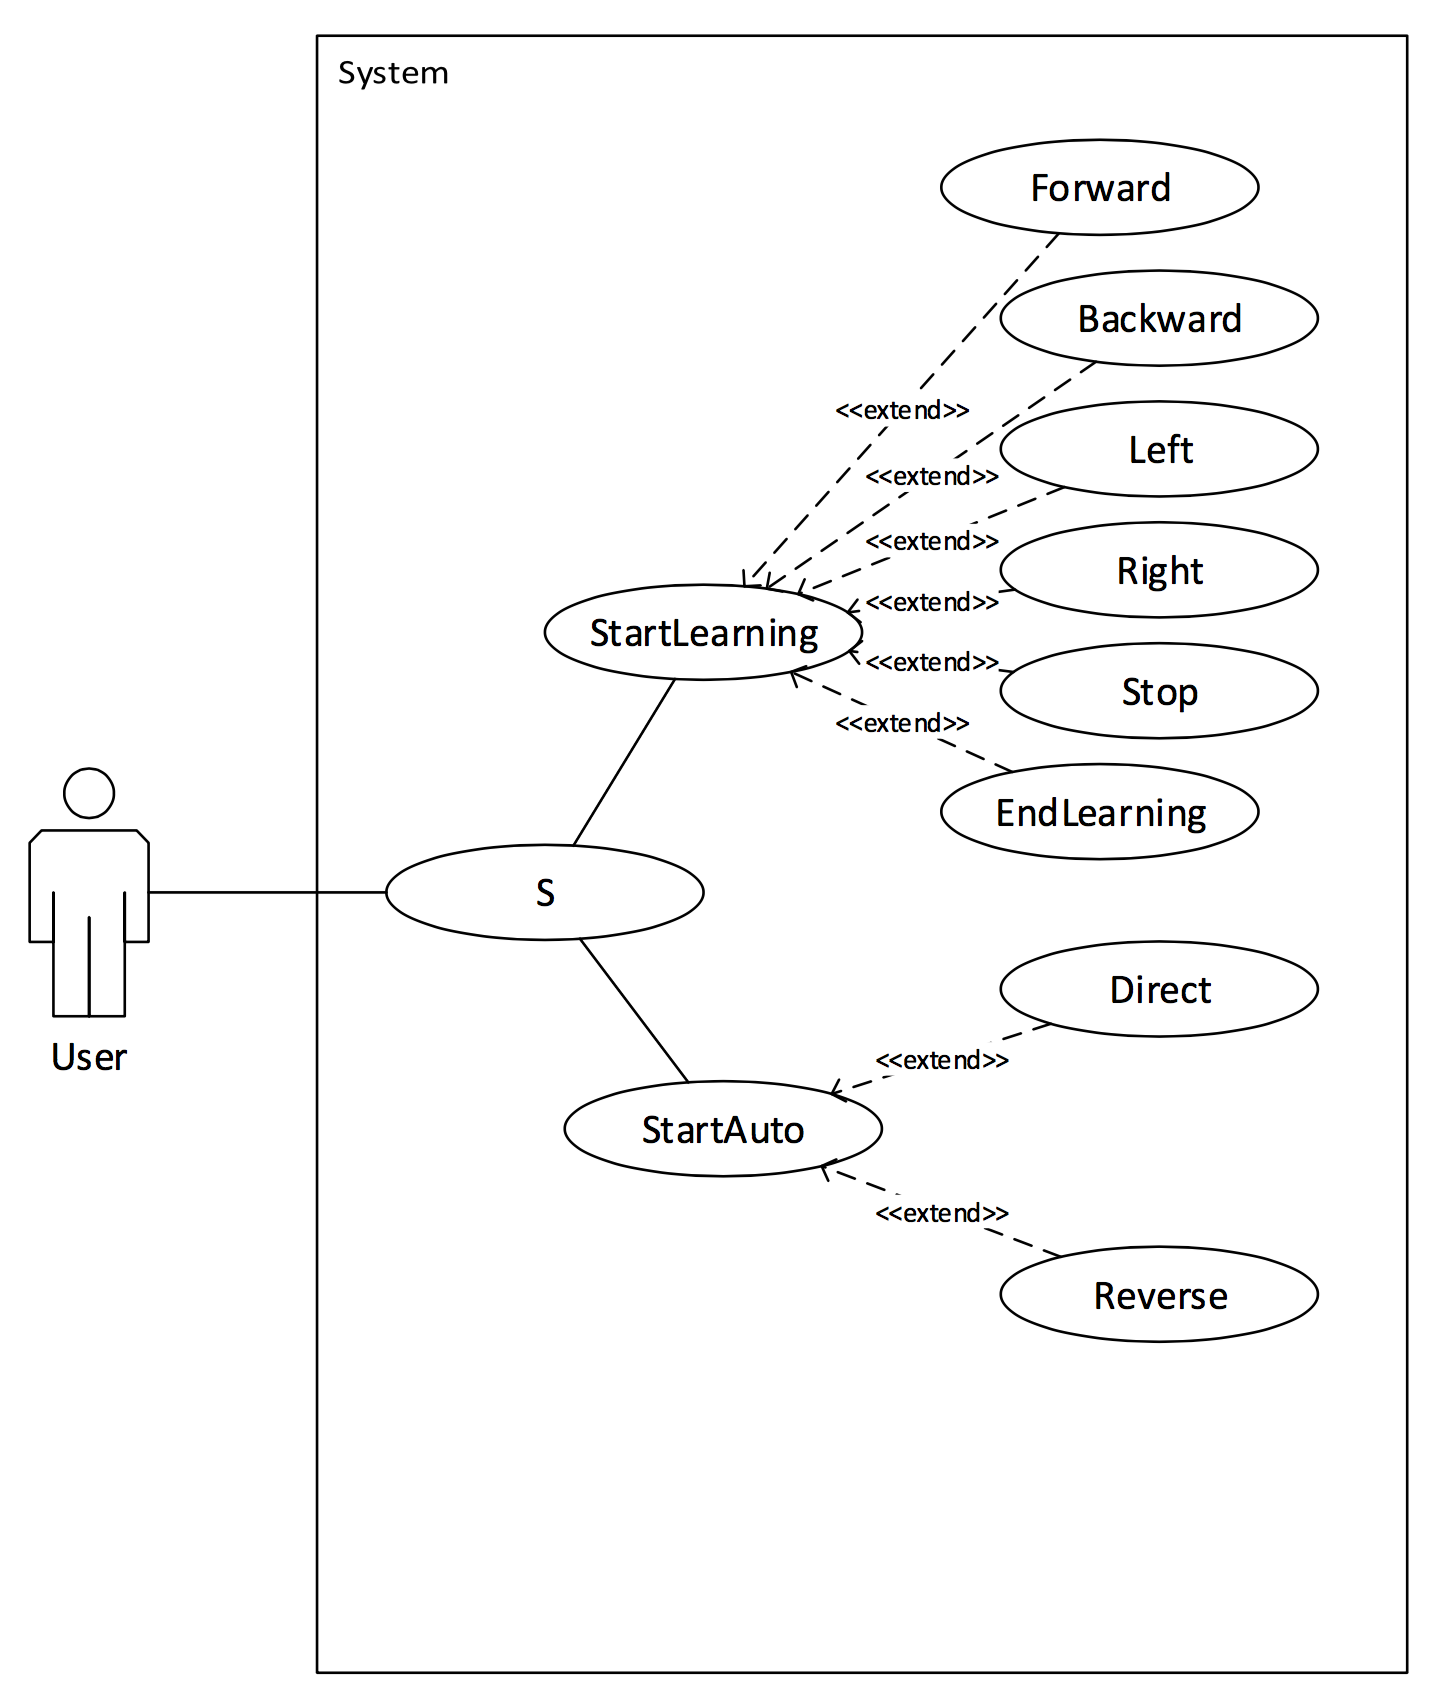 System
Forward
Backward
<<extend>>
Left
<<extend>>
<<extend>>
Right
<<extend>>
StartLearning
<<extend>>
Stop
<<extend>>
EndLearning
S
Direct
User
<<extend>>
StartAuto
<<extend>>
Reverse